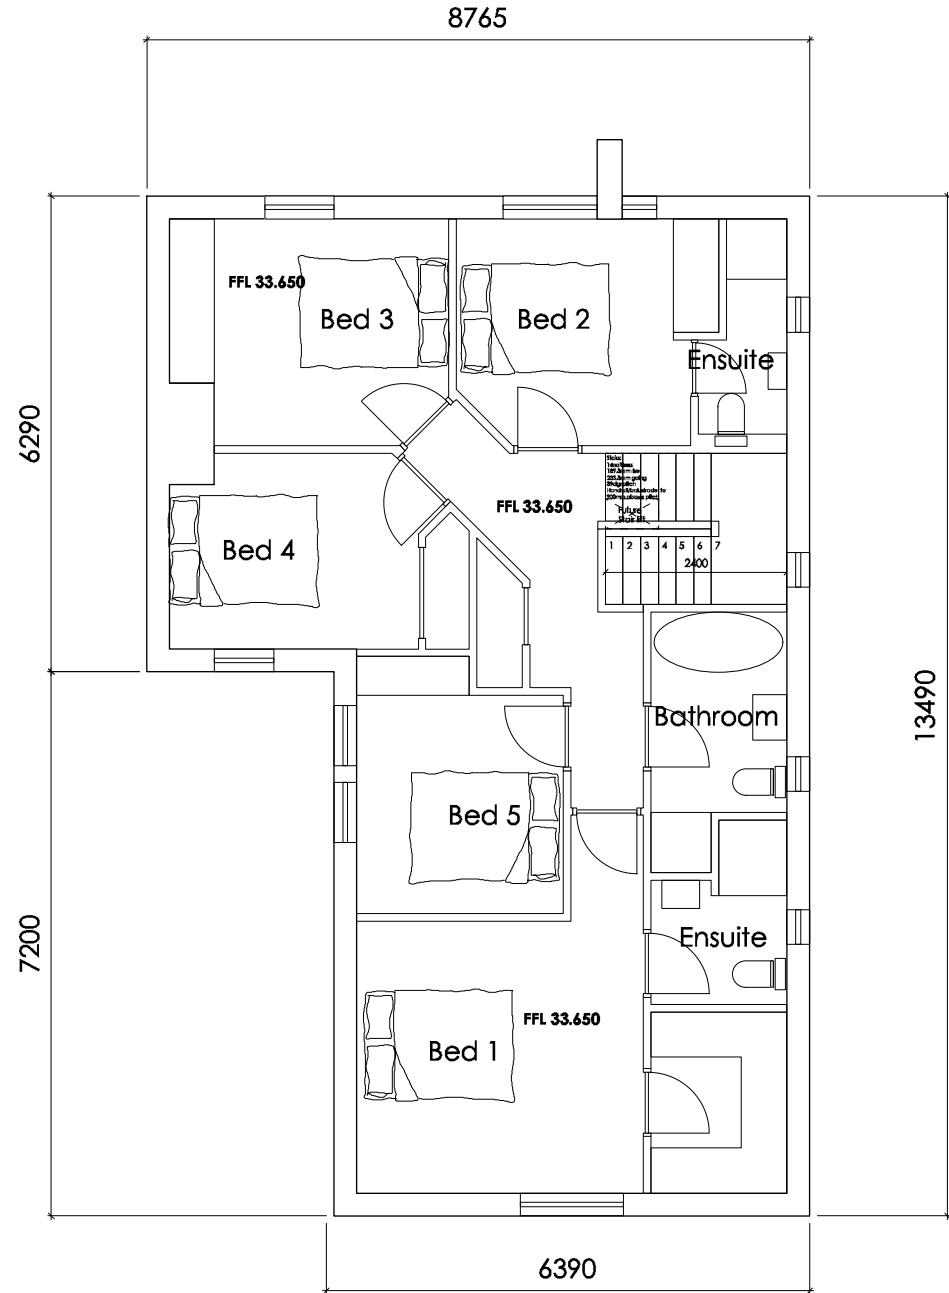 8765
FFL 33.650
Bed 3
Bed 2
Ensuite
6290
Stairs:
FFL 33.650
Future
Stair lift
Bed 4
1 2 3 4 5 6 7
2400
13490
Bathroom
Bed 5
7200
Ensuite
FFL 33.650
Bed 1
6390